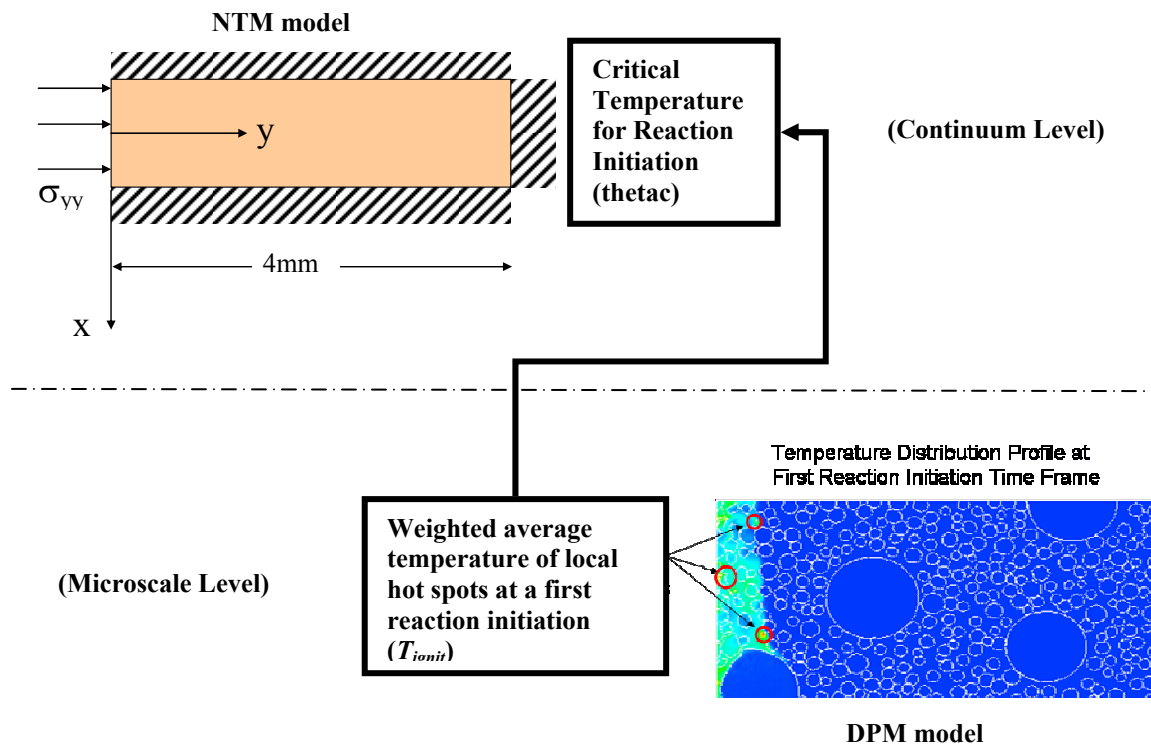 NTM model
Critical
Temperature
for Reaction
Initiation
(thetac)
(Continuum Level)
y
σyy
4mm
x
Temperature Distribution Profile at
First Reaction Initiation Time Frame
Weighted average
temperature of local
hot spots at a first
reaction initiation
(Tignit)
(Microscale Level)
DPM model